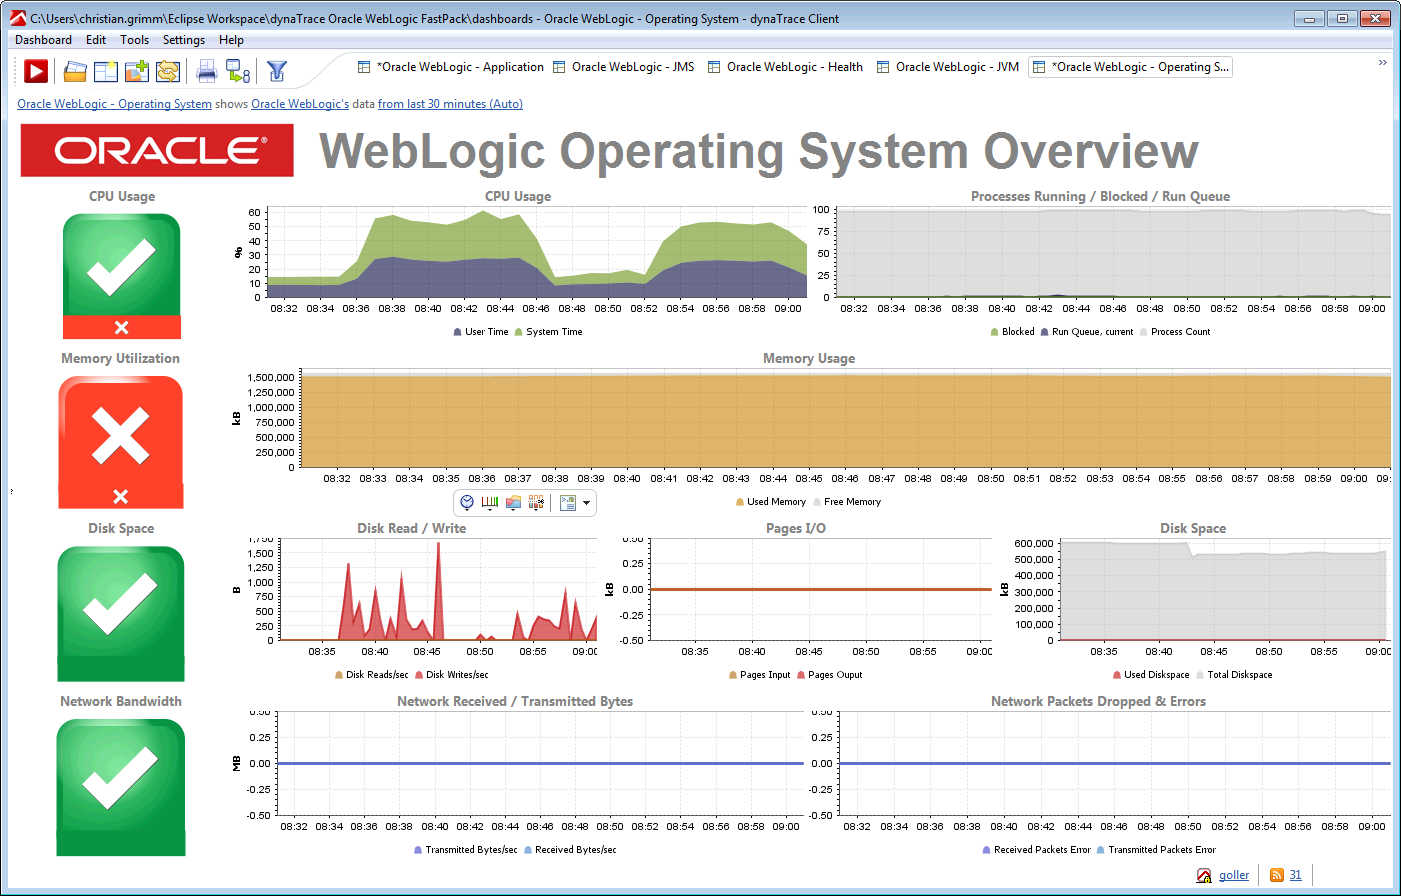 C:\Users\christian.grimm\Eclipse Workspace\dynaTrace Oracle WebLogic FastPack\dashboards - Oracle WebLogic - Operating System - dynaTrace Client
Dashboard Edit Tools Settings Help
*Oracle WebLogic - Application Oracle WebLogic - JMS Oracle WebLogic - Health Oracle WebLogic - JVM *Oracle WebLogic - Operating S... »
Oracle WebLogic - Operating System shows Oracle WebLogic's data from last 30 minutes (Auto)
ORACLE® WebLogic Operating System Overview
CPU Usage
CPU Usage
%
60
50
40
30
20
10
0
08:32 08:34 08:36 08:38 08:40 08:42 08:44 08:46 08:48 08:50 08:52 08:54 08:56 08:58 09:00
User Time System Time
Processes Running / Blocked / Run Queue
100
75
50
25
0
08:32 08:34 08:36 08:38 08:40 08:42 08:44 08:46 08:48 08:50 08:52 08:54 08:56 08:58 09:00
Blocked Run Queue, current Process Count
Memory Utilization
Memory Usage
kB
1,500,000
1,250,000
1,000,000
750,000
500,000
250,000
0
08:32 08:33 08:34 08:35 08:36 08:37 08:38 08:39 08:40 08:41 08:42 08:43 08:44 08:45 08:46 08:47 08:48 08:49 08:50 08:51 08:52 08:53 08:54 08:55 08:56 08:57 08:58 08:59 09:00 09:
Used Memory Free Memory
Disk Space
Disk Read / Write
B
1,750
1,500
1,250
1,000
750
500
250
0
08:35 08:40 08:45 08:50 08:55 09:00
Disk Reads/sec Disk Writes/sec
Pages I/O
kB
0.50
0.25
0.00
-0.25
-0.50
08:35 08:40 08:45 08:50 08:55 09:00
Pages Input Pages Ouput
Disk Space
kB
600,000
500,000
400,000
300,000
200,000
100,000
0
08:35 08:40 08:45 08:50 08:55 09:00
Used Diskspace Total Diskspace
Network Bandwidth
Network Received / Transmitted Bytes
MB
0.50
0.25
0.00
-0.25
-0.50
08:32 08:34 08:36 08:38 08:40 08:42 08:44 08:46 08:48 08:50 08:52 08:54 08:56 08:58 09:00
Transmitted Bytes/sec Received Bytes/sec
Network Packets Dropped & Errors
0.50
0.25
0.00
-0.25
-0.50
08:32 08:34 08:36 08:38 08:40 08:42 08:44 08:46 08:48 08:50 08:52 08:54 08:56 08:58 09:00
Received Packets Error Transmitted Packets Error
goller 31